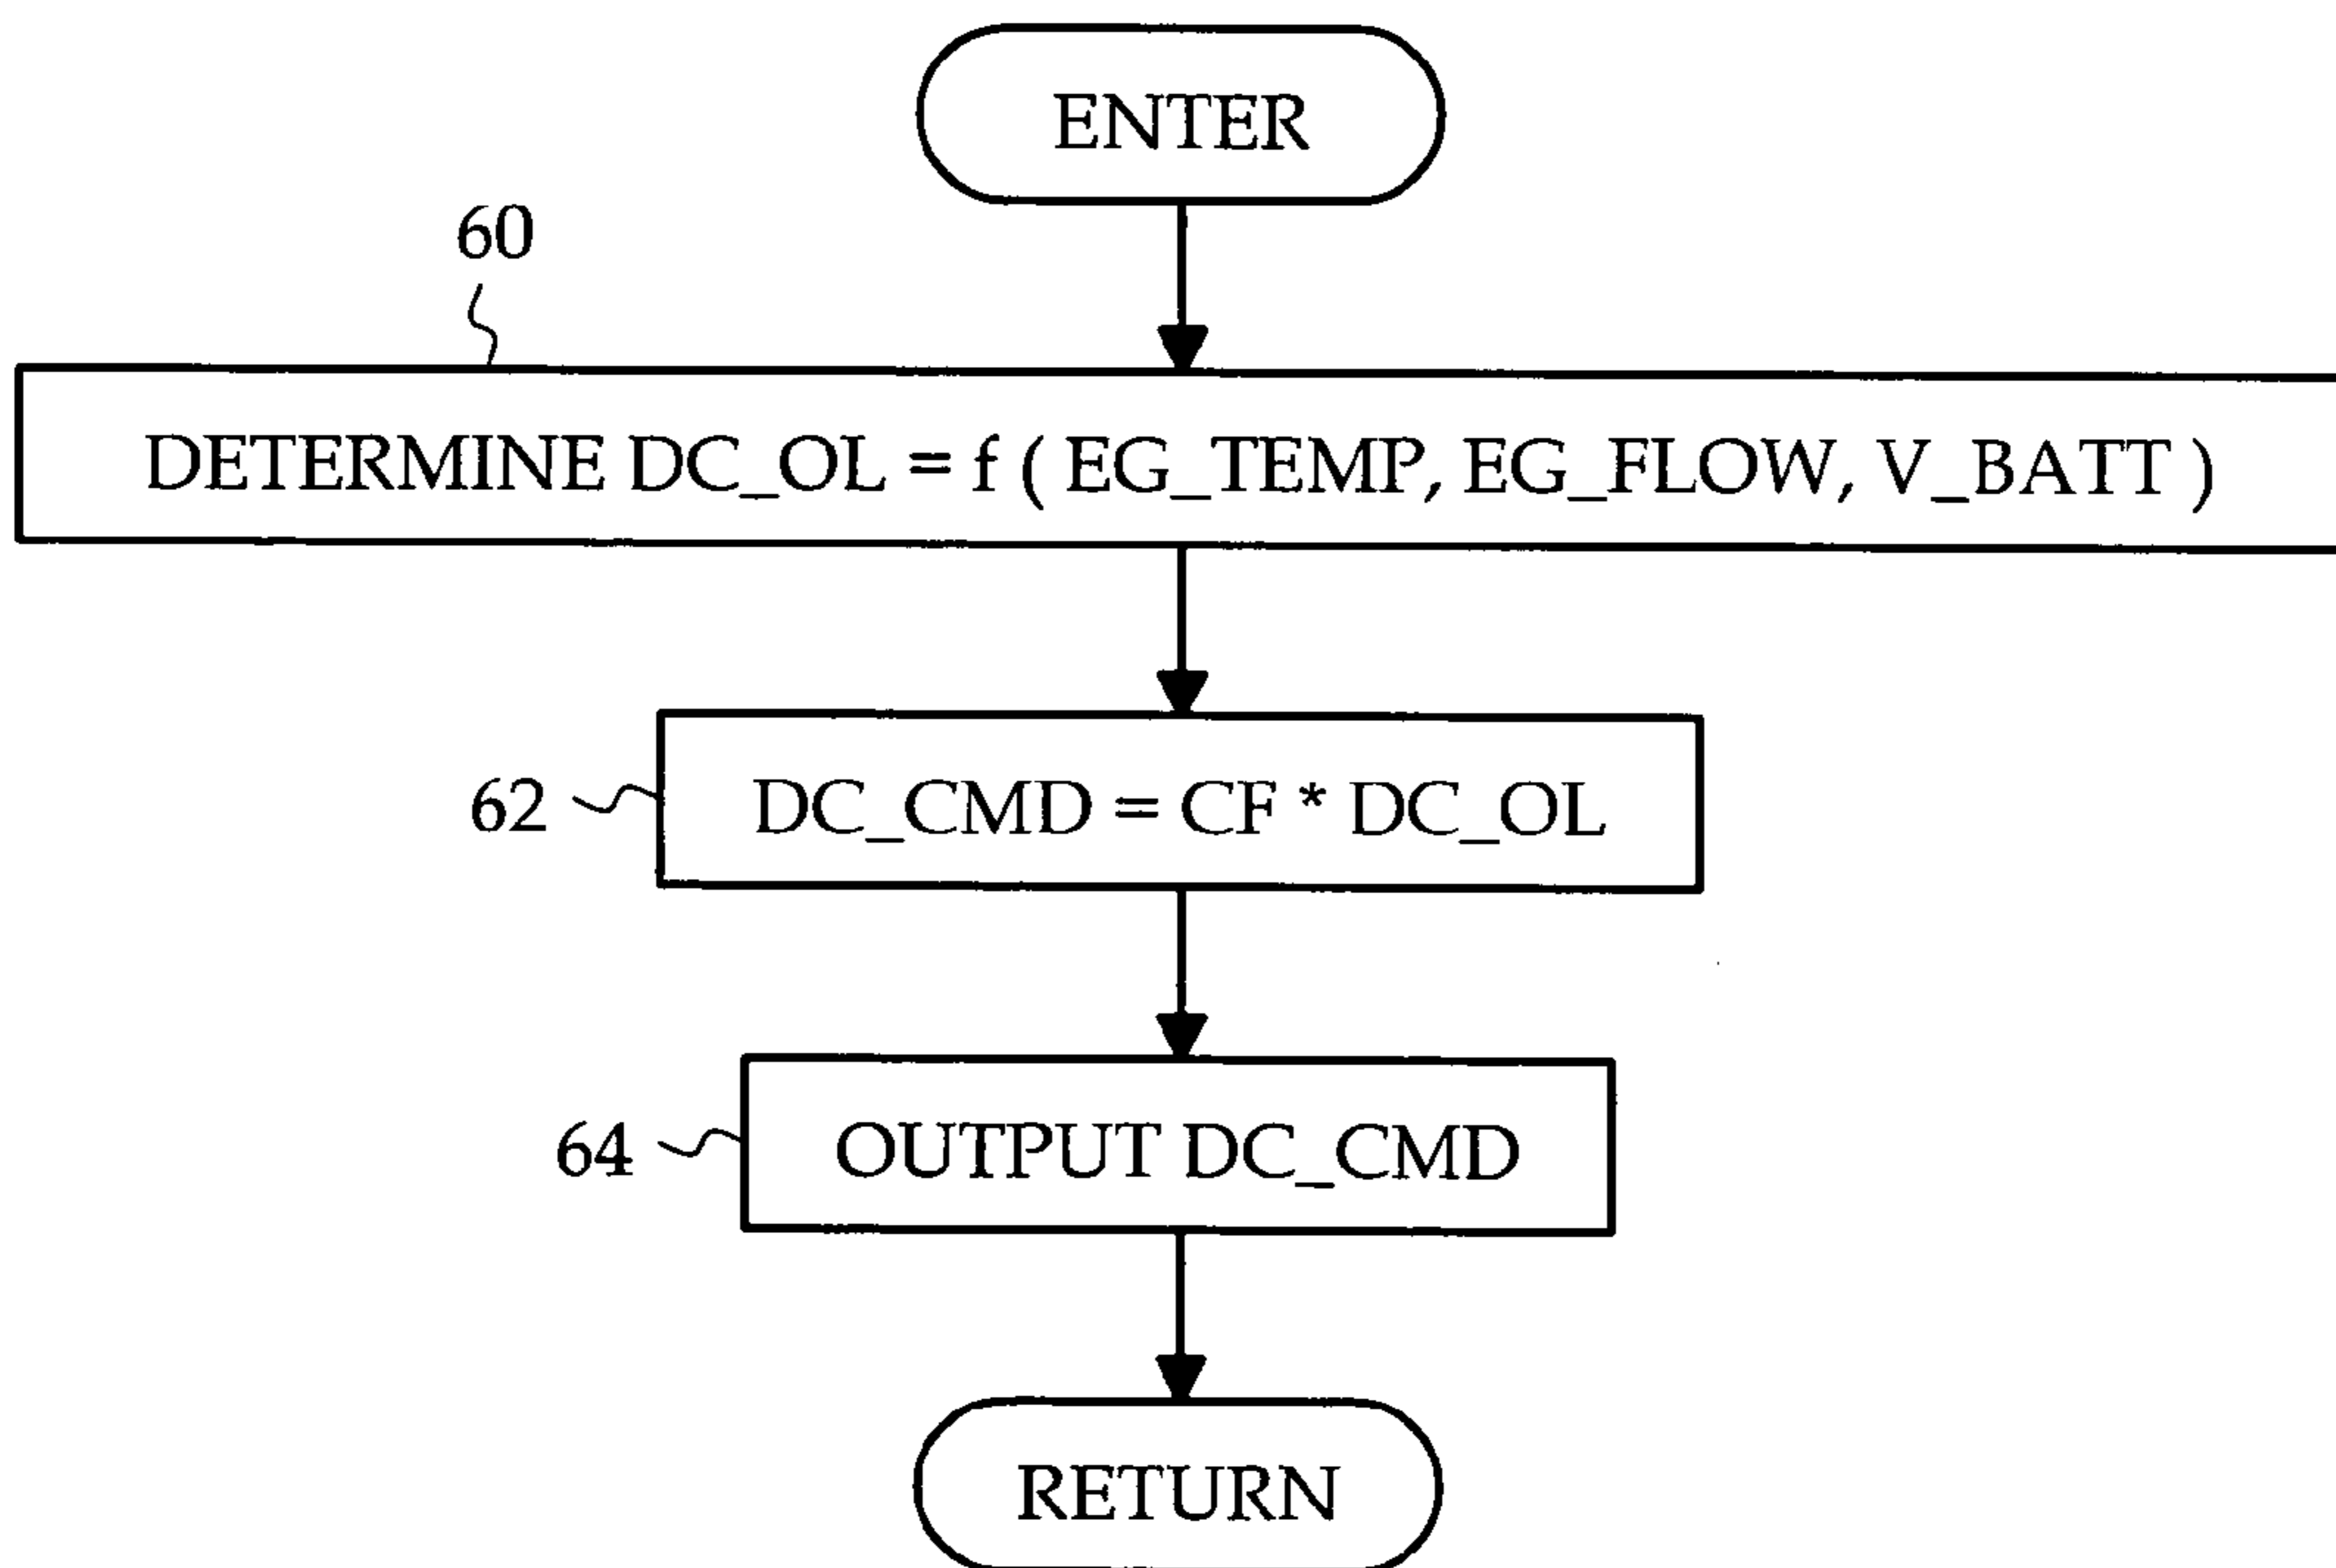 ENTER
60
DETERMINE DC_OL = f ( EG_TEMP, EG_FLOW, V_BATT )
62
DC_CMD = CF * DC_OL
64
OUTPUT DC_CMD
RETURN